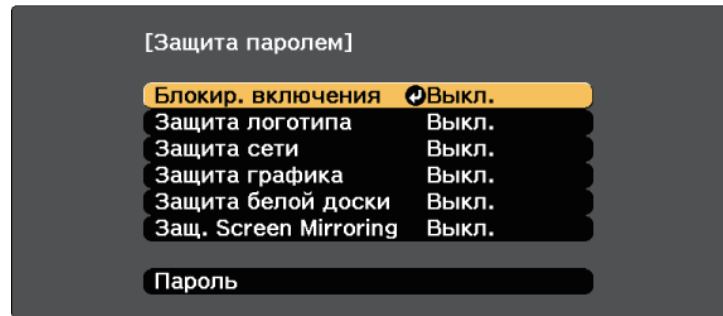 [Защита паролем]
Блокир. включения Выкл.
Защита логотипа Выкл.
Защита сети Выкл.
Защита графика Выкл.
Защита белой доски Выкл.
Защ. Screen Mirroring Выкл.
Пароль